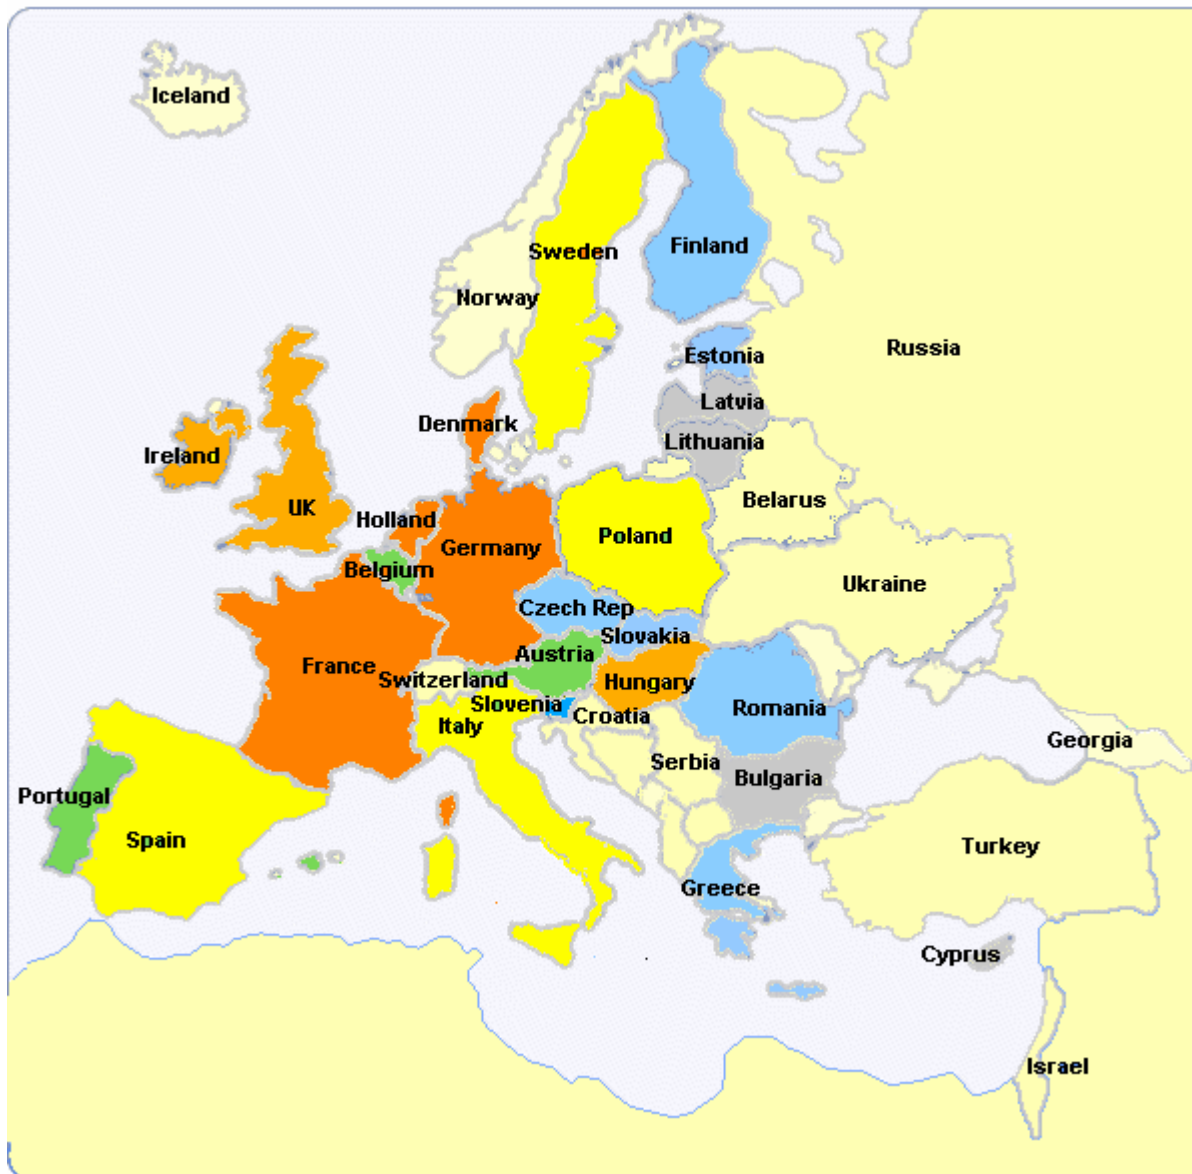 Iceland
Sweden
Finland
Norway
Russia
Estonia
Latvia
Denmark
Lithuania
Ireland
Belarus
UK
Holland
Poland
Germany
Belgium
Ukraine
Czech Rep
Slovakia
Austria
France
Switzerland
Hungary
Slovenia
Romania
Croatia
Italy
Georgia
Serbia
Bulgaria
Portugal
Spain
Turkey
Greece
Cyprus
Israel